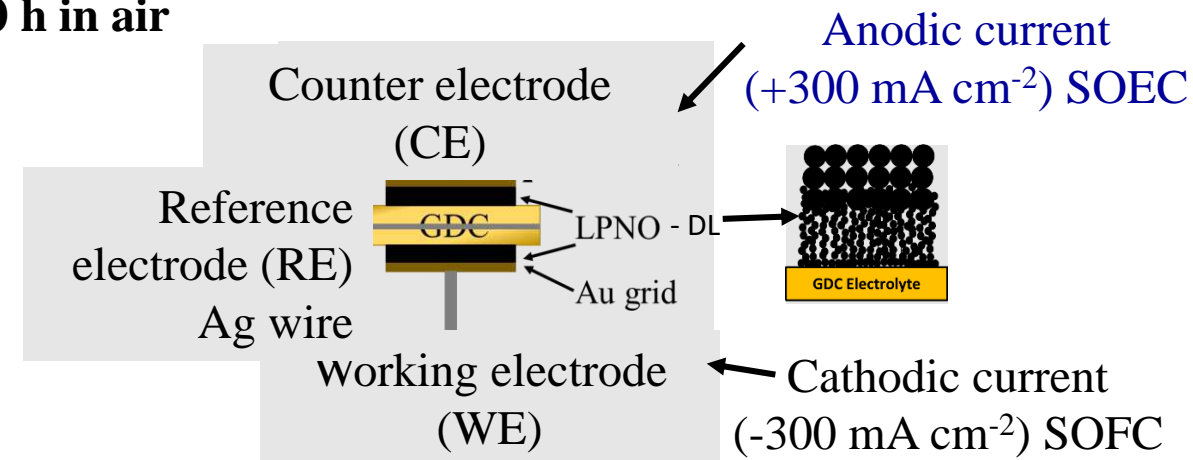 h in air
Anodic current
(+300 mA cm-2) SOEC
Counter electrode
(CE)
Reference
electrode (RE)
Ag wire
GDC
LPNO - DL
Au grid
GDC Electrolyte
Working electrode
(WE)
Cathodic current
(-300 mA cm-2) SOFC